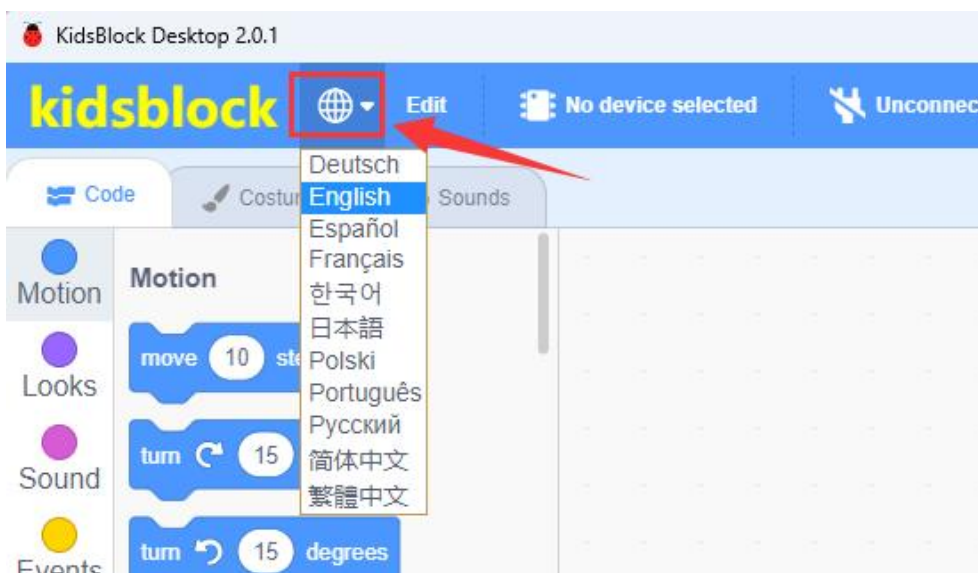 KidsBlock Desktop 2.0.1
kidsblock Edit No device selected
Code Sounds
Deutsch
English
Español
Français
한국어
日本語
Polski
Português
Русский
简体中文
繁體中文
Motion
Looks
Sound
Events
Motion
move 10
turn 15
turn 15 degrees